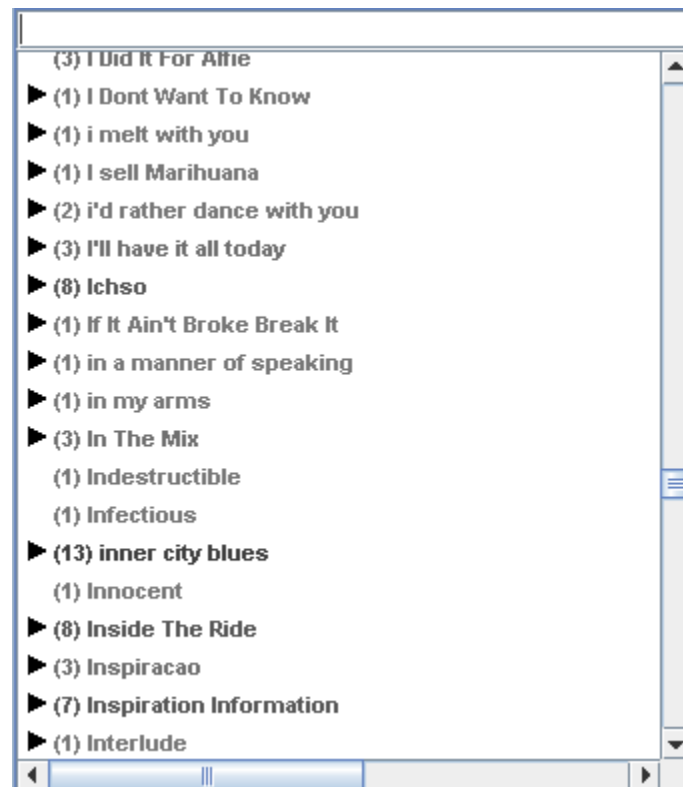 (3) I Did It For Alfie
(1) I Dont Want To Know
(1) i melt with you
(1) I sell Marihuana
(2) i'd rather dance with you
(3) I'll have it all today
(8) Ichso
(1) If It Ain't Broke Break It
(1) in a manner of speaking
(1) in my arms
(3) In The Mix
(1) Indestructible
(1) Infectious
(13) inner city blues
(1) Innocent
(8) Inside The Ride
(3) Inspiracao
(7) Inspiration Information
(1) Interlude